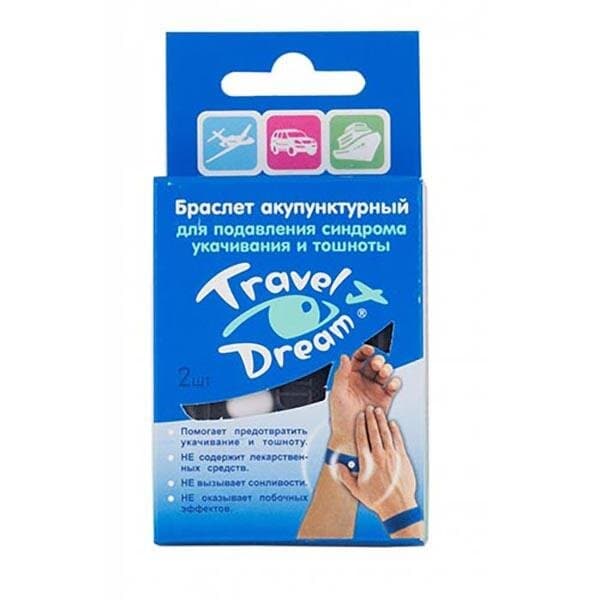 Браслет акупунктурный
для подавления синдрома
укачивания и тошноты
Travel
Dream®
2шт
• Помогает предотвратить
укачивание и тошноту.
• НЕ содержит лекарствен-
ных средств.
• НЕ вызывает сонливости.
• НЕ оказывает побочных
эффектов.